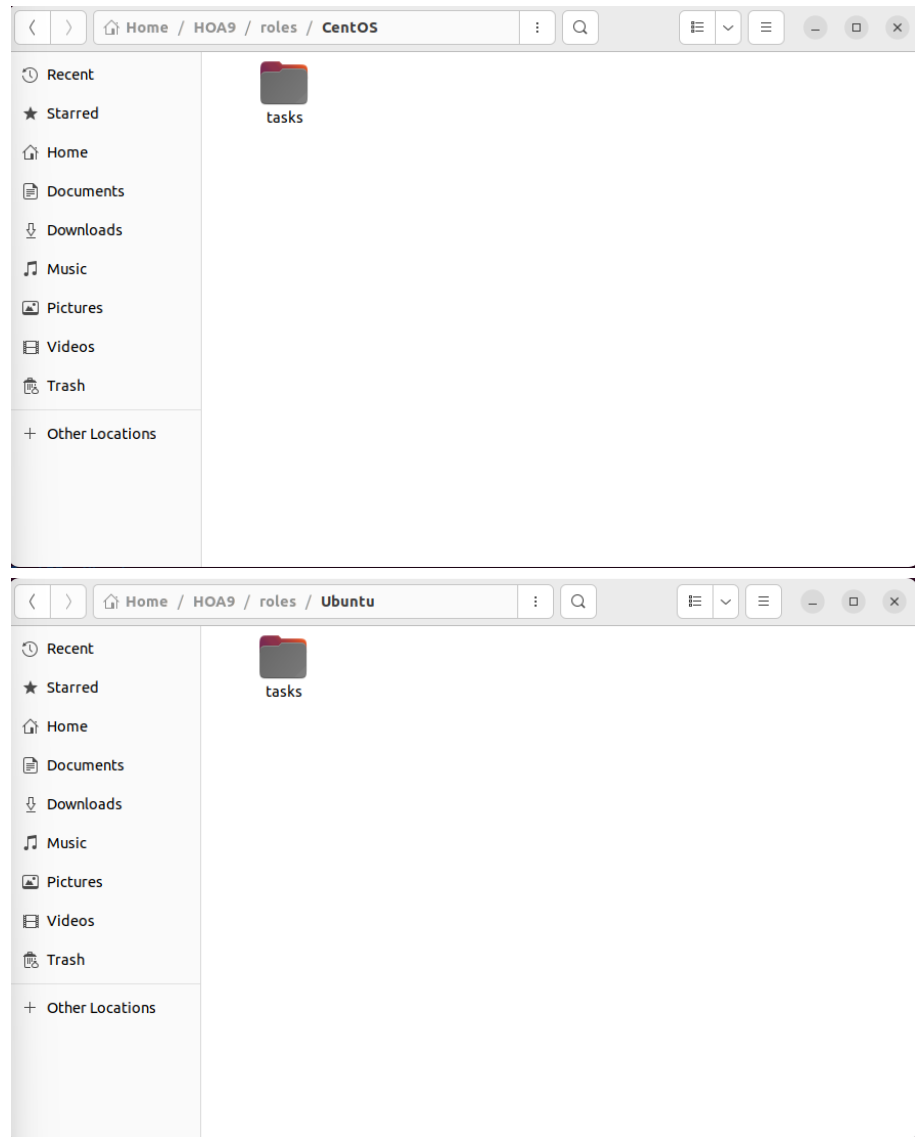 Home / HOA9 / roles / CentOS
Recent
tasks
Starred
Home
Documents
Downloads
Music
Pictures
Videos
Trash
+ Other Locations
Home / HOA9 / roles / Ubuntu
Recent
tasks
Starred
Home
Documents
Downloads
Music
Pictures
Videos
Trash
+ Other Locations